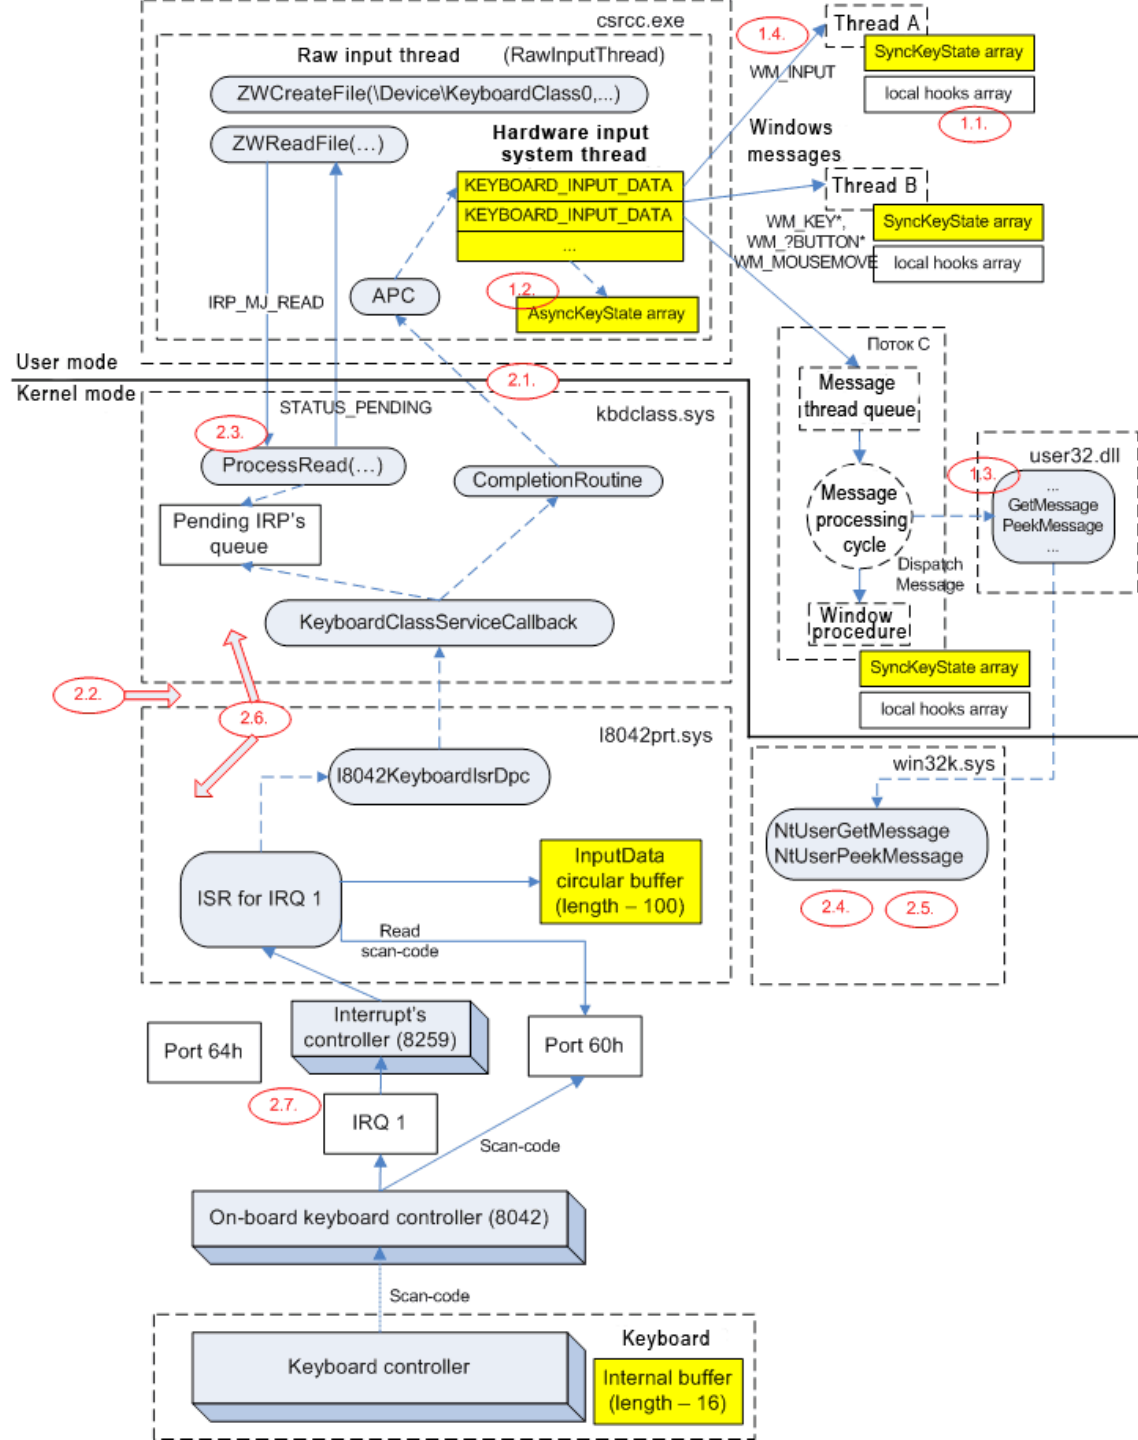 csrcc.exe
Raw input thread (RawInputThread)
ZWCreateFile(\Device\KeyboardClass0,...)
ZWReadFile(...)
Hardware input
system thread
KEYBOARD_INPUT_DATA
KEYBOARD_INPUT_DATA
...
APC
1.2.
AsyncKeyState array
IRP_MJ_READ
1.4.
WM_INPUT
Thread A
SyncKeyState array
local hooks array
1.1.
Windows
messages
Thread B
SyncKeyState array
local hooks array
WM_KEY*,
WM_?BUTTON*
WM_MOUSEMOVE
User mode
Kernel mode
2.1.
STATUS_PENDING
kbdclass.sys
2.3.
ProcessRead(...)
CompletionRoutine
Pending IRP's
queue
KeyboardClassServiceCallback
Поток С
Message
thread queue
Message
processing
cycle
Dispatch
Message
Window
procedure
SyncKeyState array
local hooks array
user32.dll
1.3.
...
GetMessage
PeekMessage
...
2.2.
2.6.
I8042prt.sys
I8042KeyboardIsrDpc
ISR for IRQ 1
InputData
circular buffer
(length – 100)
Read
scan-code
win32k.sys
NtUserGetMessage
NtUserPeekMessage
2.4.
2.5.
Port 64h
Interrupt's
controller (8259)
Port 60h
2.7.
IRQ 1
Scan-code
On-board keyboard controller (8042)
Scan-code
Keyboard
Keyboard controller
Internal buffer
(length – 16)